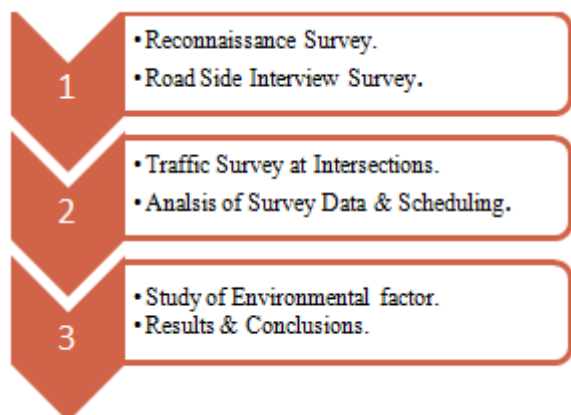 1
• Reconnaissance Survey.
• Road Side Interview Survey.
2
• Traffic Survey at Intersections.
• Analsis of Survey Data & Scheduling.
3
• Study of Environmental factor.
• Results & Conclusions.